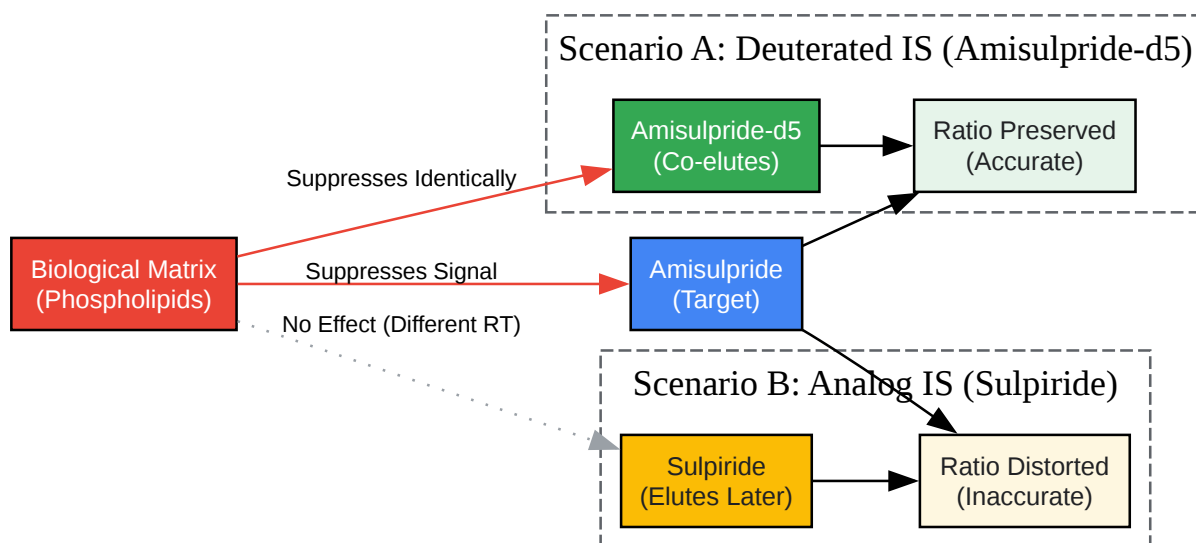 Scenario A: Deuterated IS (Amisulpride-d5)
Amisulpride-d5
(Co-elutes)
Ratio Preserved
(Accurate)
Suppresses Identically
Biological Matrix
(Phospholipids)
Suppresses Signal
Amisulpride
(Target)
No Effect (Different RT)
Scenario B: Analog IS (Sulpiride)
Sulpiride
(Elutes Later)
Ratio Distorted
(Inaccurate)